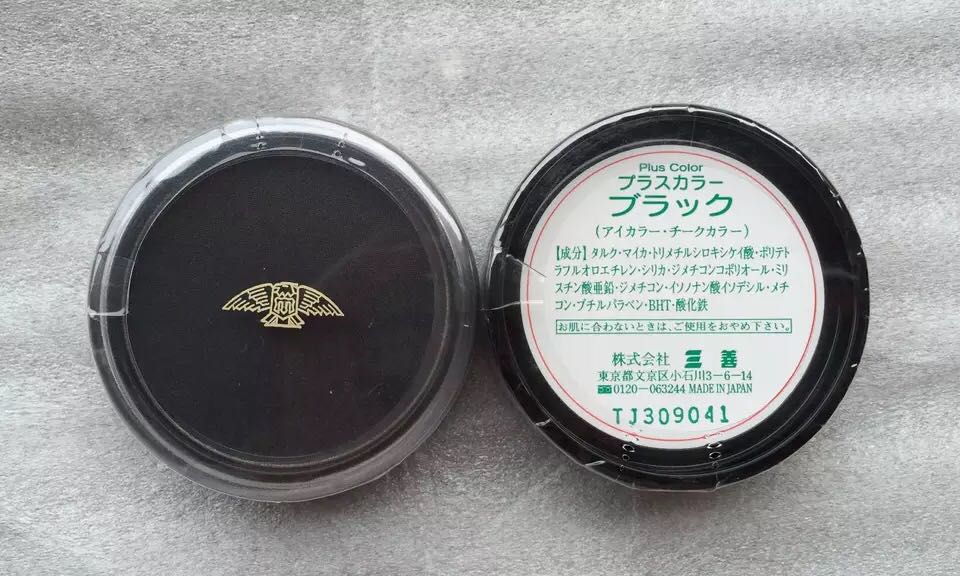 Plus Color
プラスカラー
ブラック
(アイカラー・チークカラー)
【成分】タルク・マイカ・トリメチルシロキシケイ酸・ポリテト
ラフルオロエチレン・シリカ・ジメチコンコポリオール・ミリ
スチン酸亜鉛・ジメチコン・イソノナン酸イソデシル・メチ
コン・ブチルパラベン・BHT・酸化鉄
お肌に合わないときは、ご使用をおやめ下さい。
株式会社 三善
東京都文京区小石川3-6-14
0120-063244 MADE IN JAPAN
TJ309041